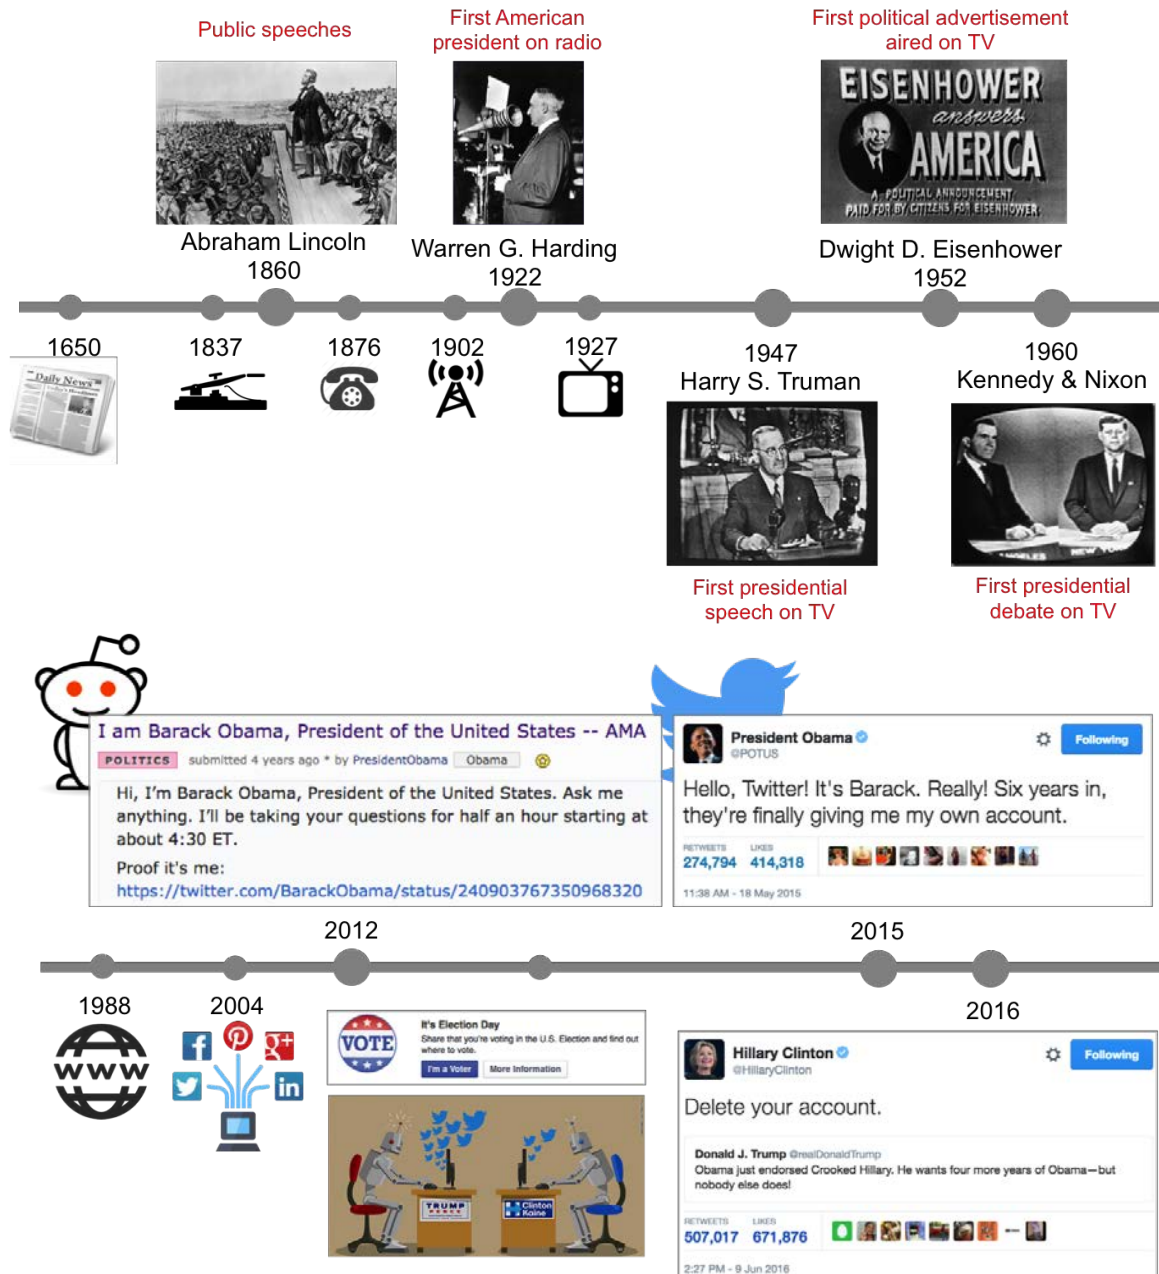 Public speeches
First American
president on radio
First political advertisement
aired on TV
EISENHOWER
answers
AMERICA
A POLITICAL ANNOUNCEMENT
PAID FOR BY CITIZENS FOR EISENHOWER
Abraham Lincoln
1860
Warren G. Harding
1922
Dwight D. Eisenhower
1952
1650
1837
1876
1902
1927
1947
Harry S. Truman
1960
Kennedy & Nixon
Daily News
First presidential
speech on TV
First presidential
debate on TV
I am Barack Obama, President of the United States -- AMA
POLITICS submitted 4 years ago * by PresidentObama Obama
Hi, I'm Barack Obama, President of the United States. Ask me
anything. I'll be taking your questions for half an hour starting at
about 4:30 ET.
Proof it's me:
https://twitter.com/BarackObama/status/240903767350968320
President Obama
@POTUS
Following
Hello, Twitter! It's Barack. Really! Six years in,
they're finally giving me my own account.
RETWEETS LIKES
274,794 414,318
11:38 AM - 18 May 2015
2012
2015
1988
2004
2016
www
f
g+
in
VOTE
It's Election Day
Share that you're voting in the U.S. Election and find out
where to vote.
I'm a Voter More Information
TRUMP
PENCE
Clinton
Kaine
Hillary Clinton
@HillaryClinton
Following
Delete your account.
Donald J. Trump @realDonaldTrump
Obama just endorsed Crooked Hillary. He wants four more years of Obama—but
nobody else does!
RETWEETS LIKES
507,017 671,876
2:27 PM - 9 Jun 2016